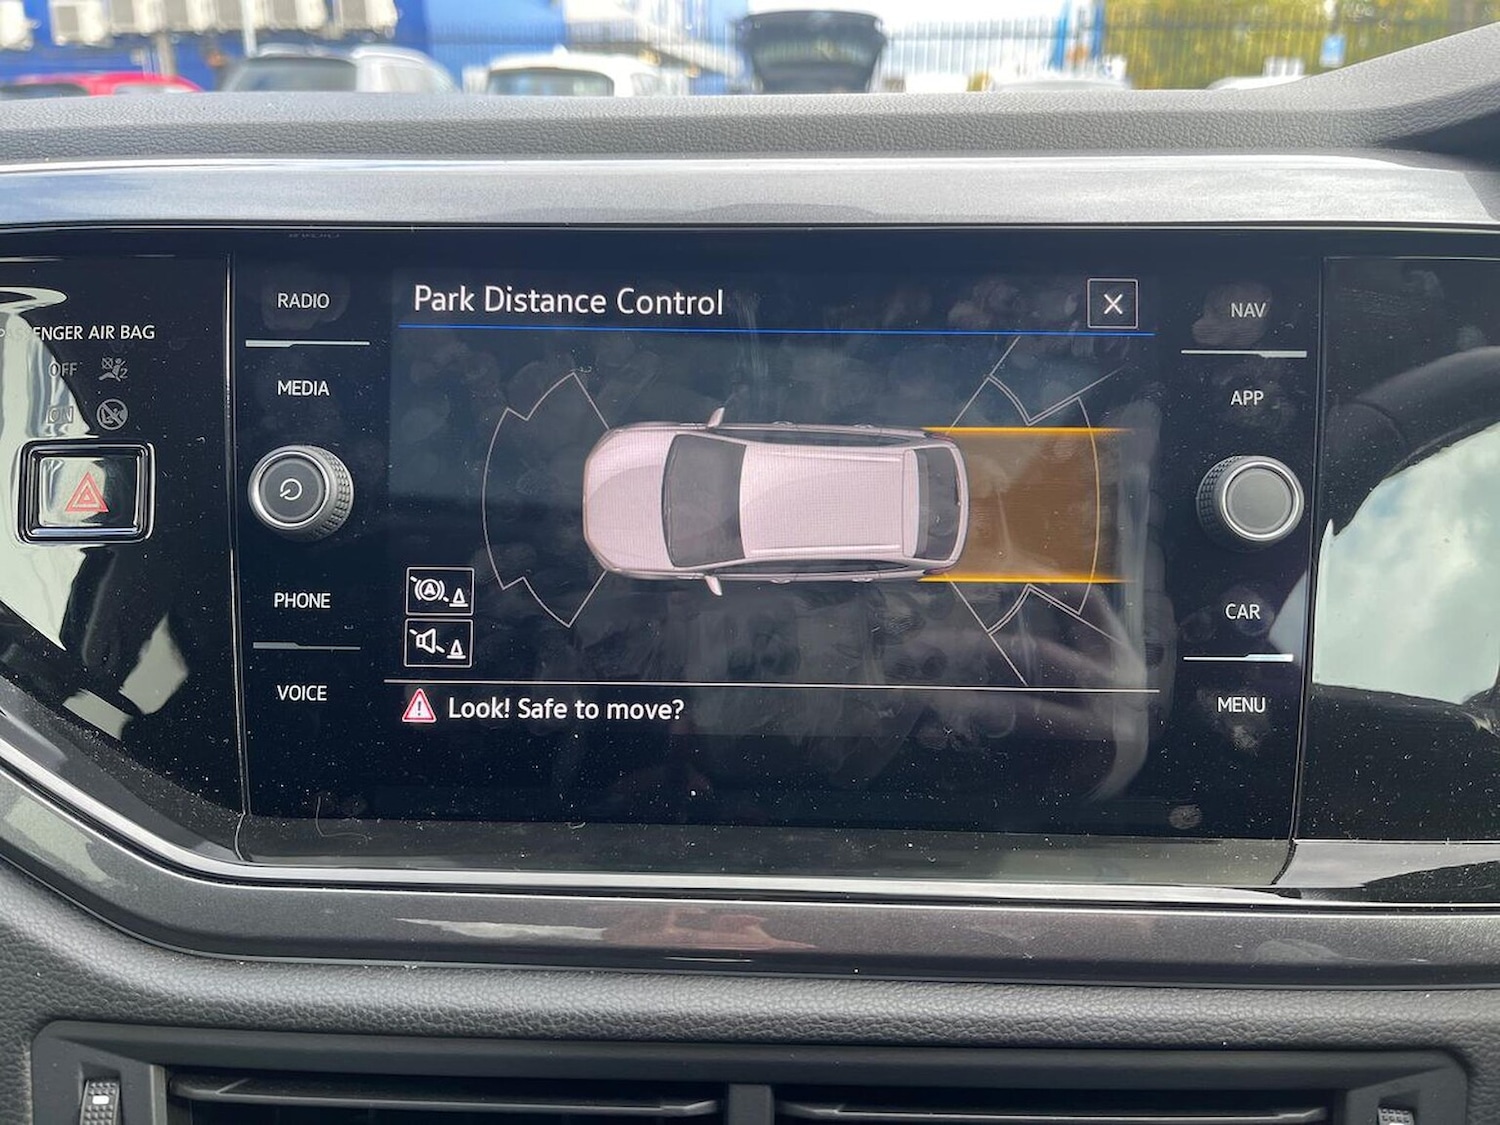 PASSENGER AIR BAG
OFF
ON
RADIO
MEDIA
PHONE
VOICE
Park Distance Control
X
A
Look! Safe to move?
NAV
APP
CAR
MENU